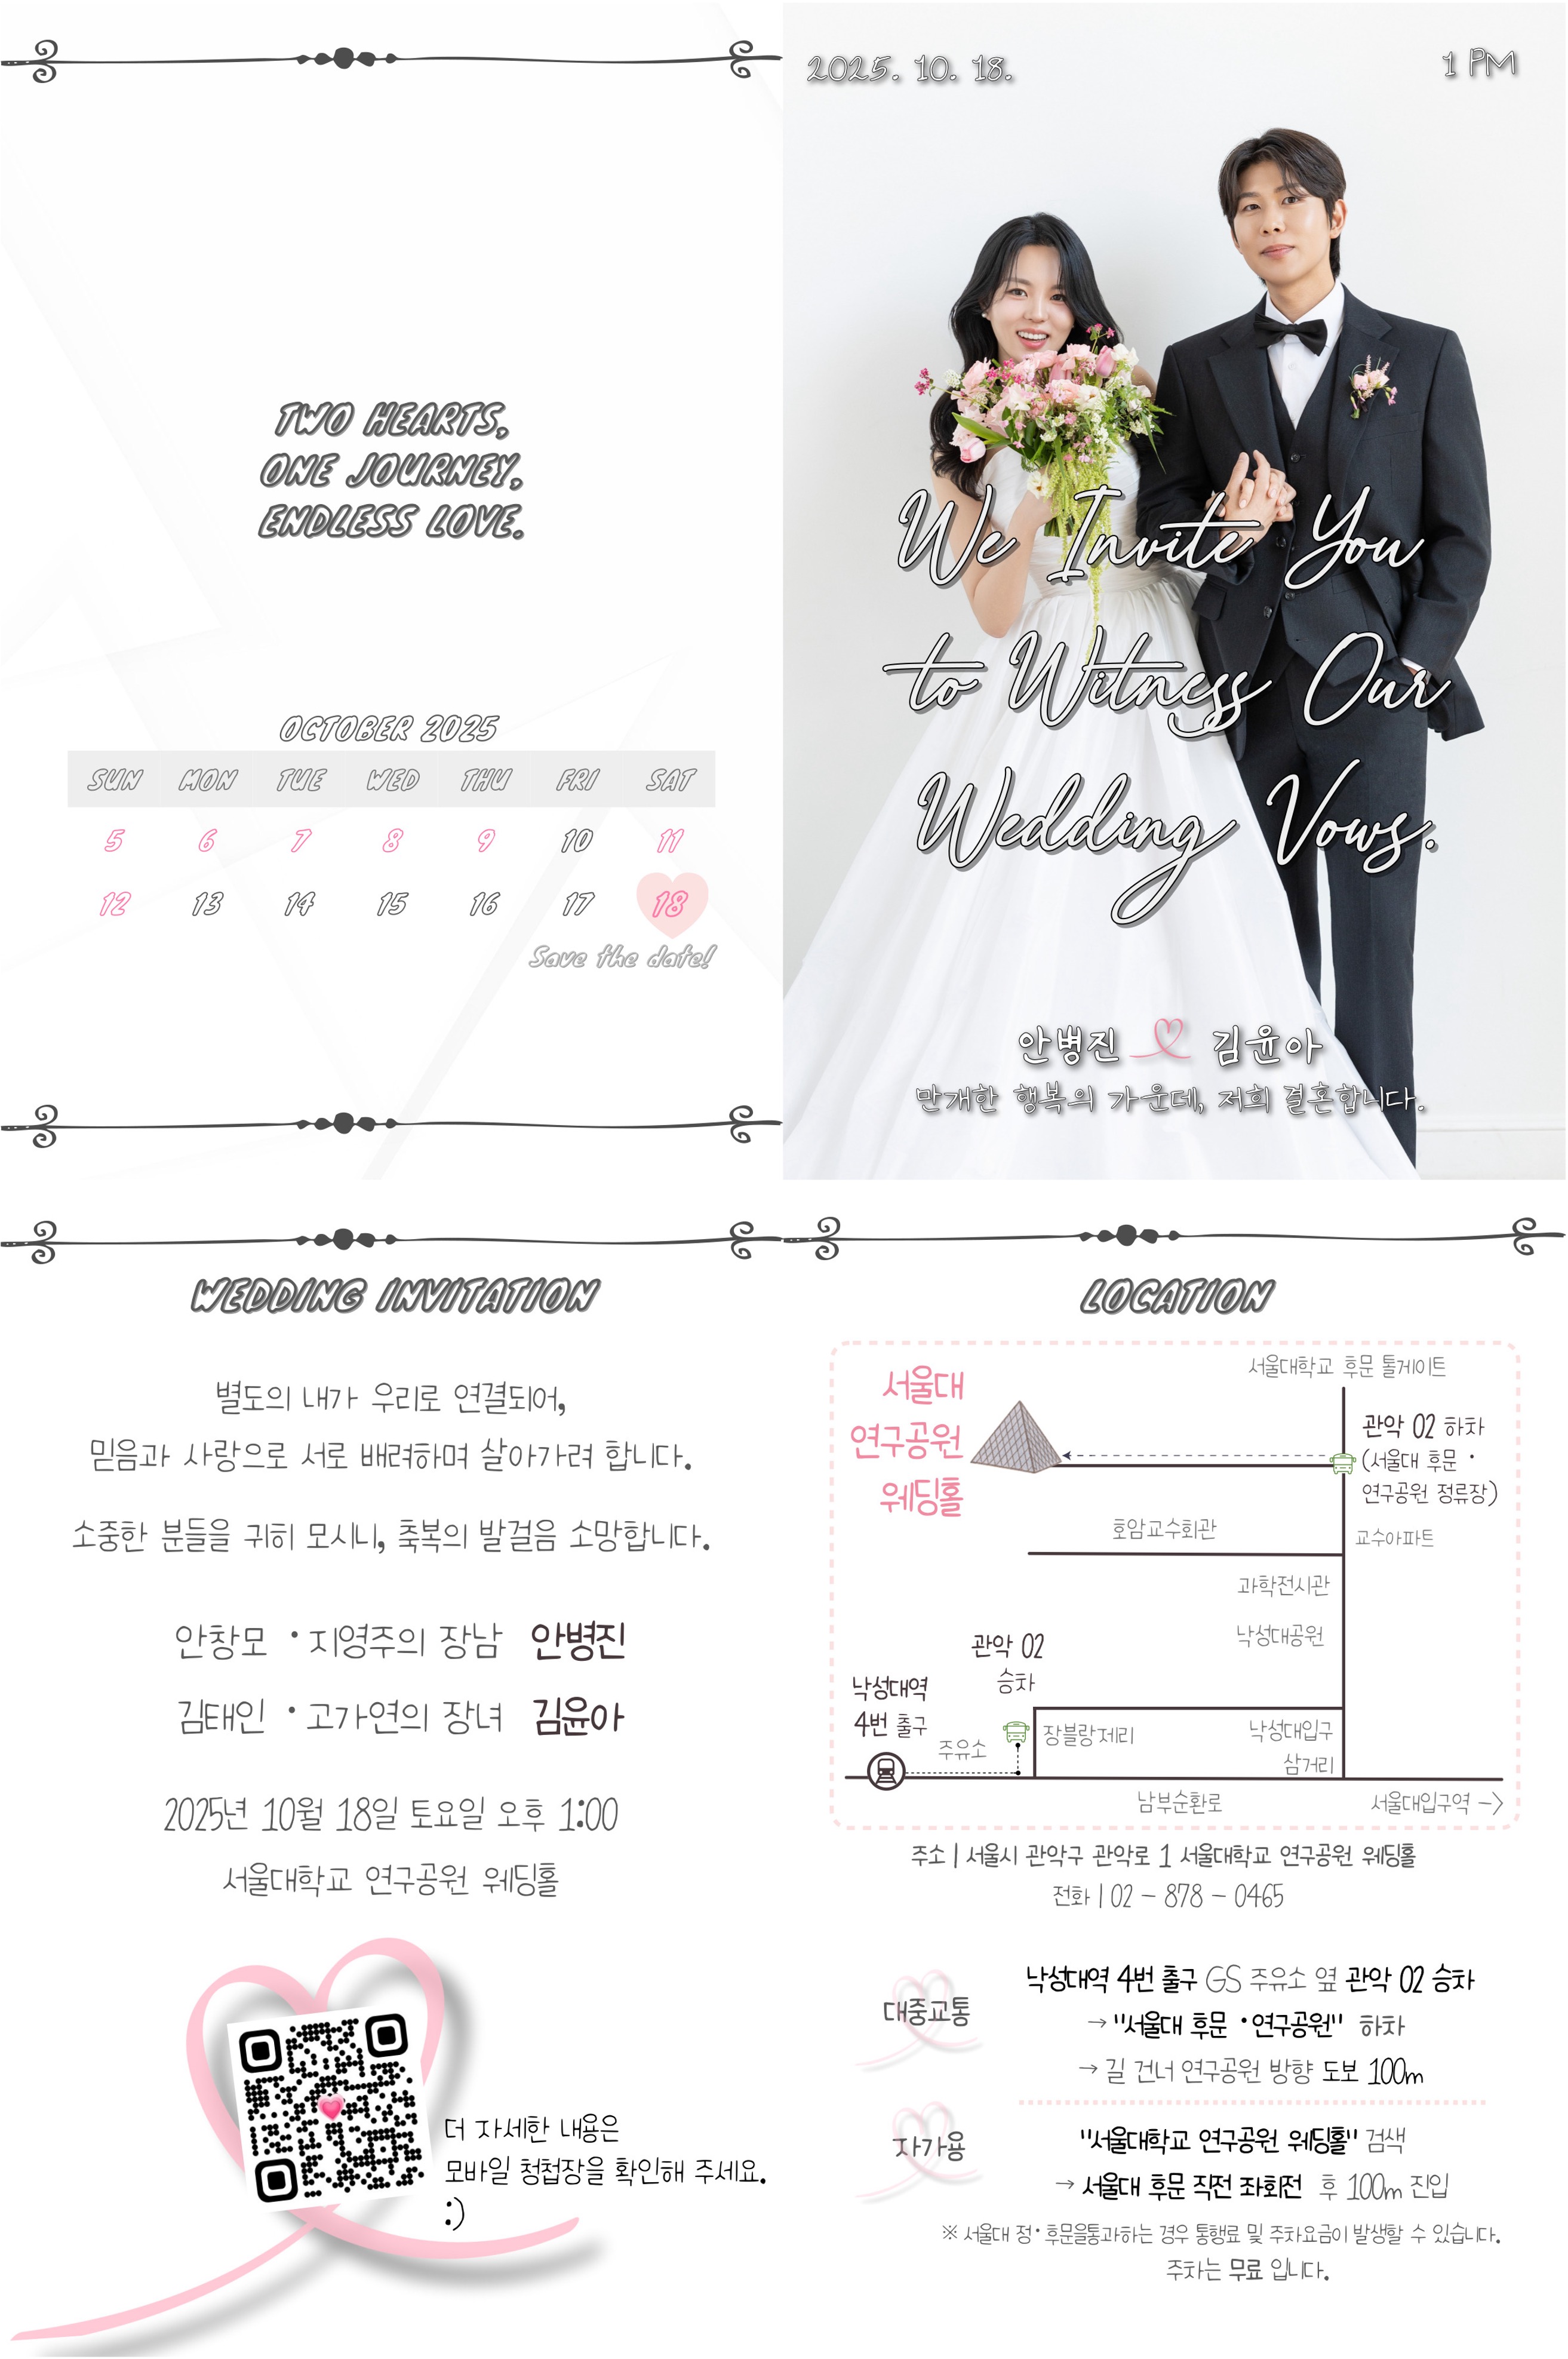 TWO HEARTS,
ONE JOURNEY,
ENDLESS LOVE.
OCTOBER 2025
SUN MON TUE WED THU FRI SAT
5 6 7 8 9 10 11
12 13 14 15 16 17 18
Save the date!
2025. 10. 18.
1 PM
We Invite You
to Witness Our
Wedding Vows.
안병진 김윤아
만개한 행복의 가운데, 저희 결혼합니다.
WEDDING INVITATION
별도의 내가 우리로 연결되어,
믿음과 사랑으로 서로 배려하며 살아가려 합니다.
소중한 분들을 귀히 모시니, 축복의 발걸음 소망합니다.
안창모 · 지영주의 장남 안병진
김태인 · 고가연의 장녀 김윤아
2025년 10월 18일 토요일 오후 1:00
서울대학교 연구공원 웨딩홀
더 자세한 내용은
모바일 청첩장을 확인해 주세요.
:)
LOCATION
서울대
연구공원
웨딩홀
서울대학교 후문 톨게이트
관악 02 하차
(서울대 후문 ·
연구공원 정류장)
호암교수회관
교수아파트
과학전시관
낙성대공원
관악 02
승차
낙성대역
4번 출구
주유소
장블랑제리
낙성대입구
삼거리
남부순환로
서울대입구역 ->
주소 | 서울시 관악구 관악로 1 서울대학교 연구공원 웨딩홀
전화 | 02 - 878 - 0465
대중교통
낙성대역 4번 출구 GS 주유소 옆 관악 02 승차
→ "서울대 후문 · 연구공원" 하차
→ 길 건너 연구공원 방향 도보 100m
자가용
"서울대학교 연구공원 웨딩홀" 검색
→ 서울대 후문 직전 좌회전 후 100m 진입
※ 서울대 정 · 후문을통과하는 경우 통행료 및 주차요금이 발생할 수 있습니다.
주차는 무료 입니다.